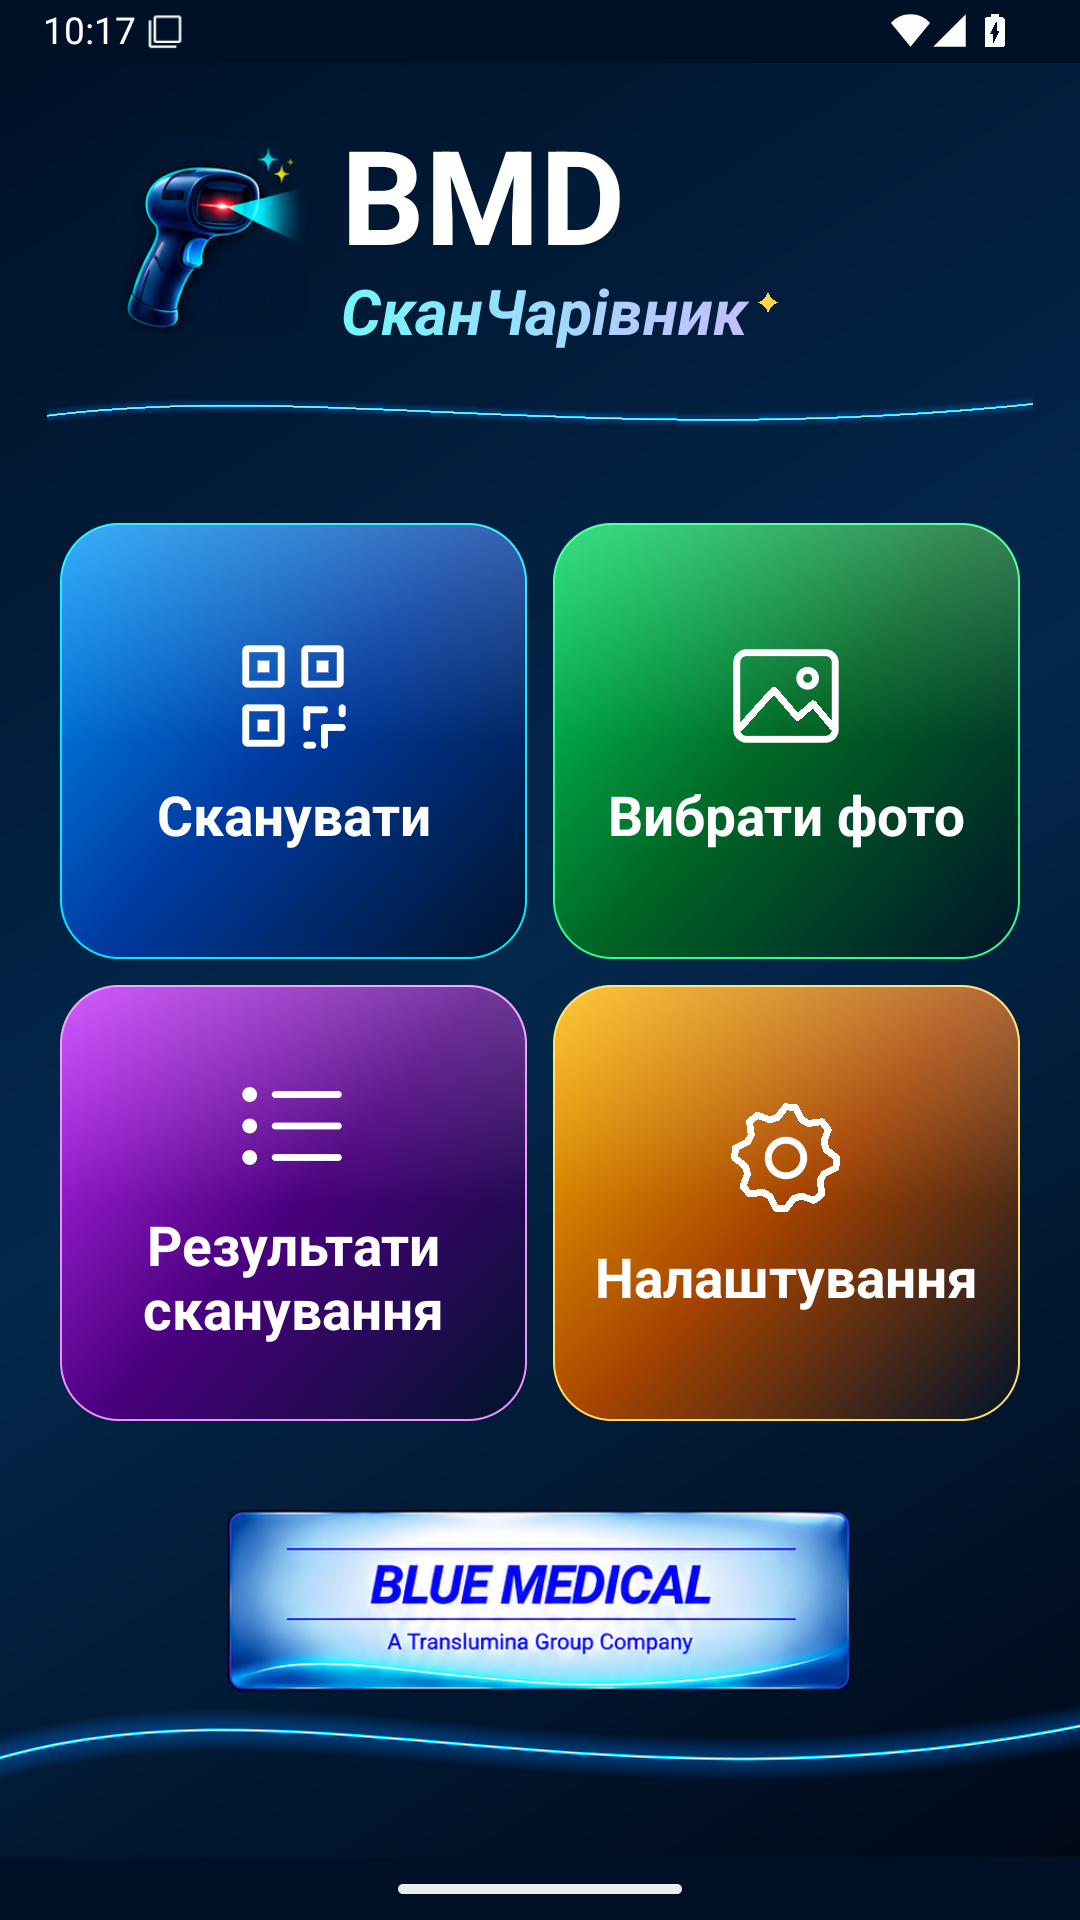 10:17
BMD
СканЧарівник
Сканувати
Вибрати фото
Результати
сканування
Налаштування
BLUE MEDICAL
A Translumina Group Company